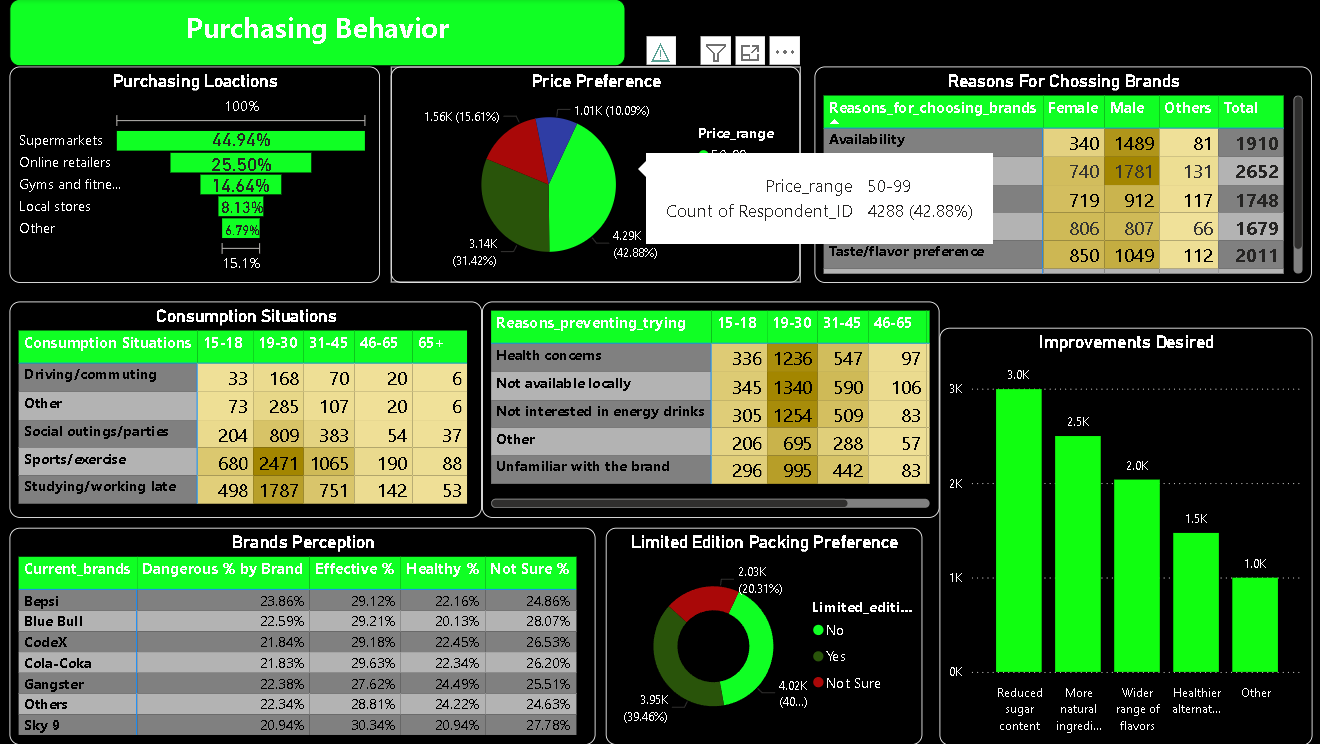 Purchasing Behavior
Purchasing Loactions
100%
Supermarkets 44.94%
Online retailers 25.50%
Gyms and fitne... 14.64%
Local stores 8.13%
Other 6.79%
15.1%
Price Preference
1.56K (15.61%) 1.01K (10.09%)
Price_range
3.14K
(31.42%)
4.29K
(42.88%)
Price_range 50-99
Count of Respondent_ID 4288 (42.88%)
Reasons For Chossing Brands
Reasons_for_choosing_brands Female Male Others Total
Availability 340 1489 81 1910
740 1781 131 2652
719 912 117 1748
806 807 66 1679
Taste/flavor preference 850 1049 112 2011
Consumption Situations
Consumption Situations 15-18 19-30 31-45 46-65 65+
Driving/commuting 33 168 70 20 6
Other 73 285 107 20 6
Social outings/parties 204 809 383 54 37
Sports/exercise 680 2471 1065 190 88
Studying/working late 498 1787 751 142 53
Reasons_preventing_trying 15-18 19-30 31-45 46-65
Health concerns 336 1236 547 97
Not available locally 345 1340 590 106
Not interested in energy drinks 305 1254 509 83
Other 206 695 288 57
Unfamiliar with the brand 296 995 442 83
Improvements Desired
3K
2K
1K
0K
3.0K
2.5K
2.0K
1.5K
1.0K
Reduced
sugar
content
More
natural
ingredi...
Wider
range of
flavors
Healthier
alternat...
Other
Brands Perception
Current_brands Dangerous % by Brand Effective % Healthy % Not Sure %
Bepsi 23.86% 29.12% 22.16% 24.86%
Blue Bull 22.59% 29.21% 20.13% 28.07%
CodeX 21.84% 29.18% 22.45% 26.53%
Cola-Coka 21.83% 29.63% 22.34% 26.20%
Gangster 22.38% 27.62% 24.49% 25.51%
Others 22.34% 28.81% 24.22% 24.63%
Sky 9 20.94% 30.34% 20.94% 27.78%
Limited Edition Packing Preference
2.03K
(20.31%)
3.95K
(39.46%)
4.02K
(40...)
Limited_editi...
No
Yes
Not Sure